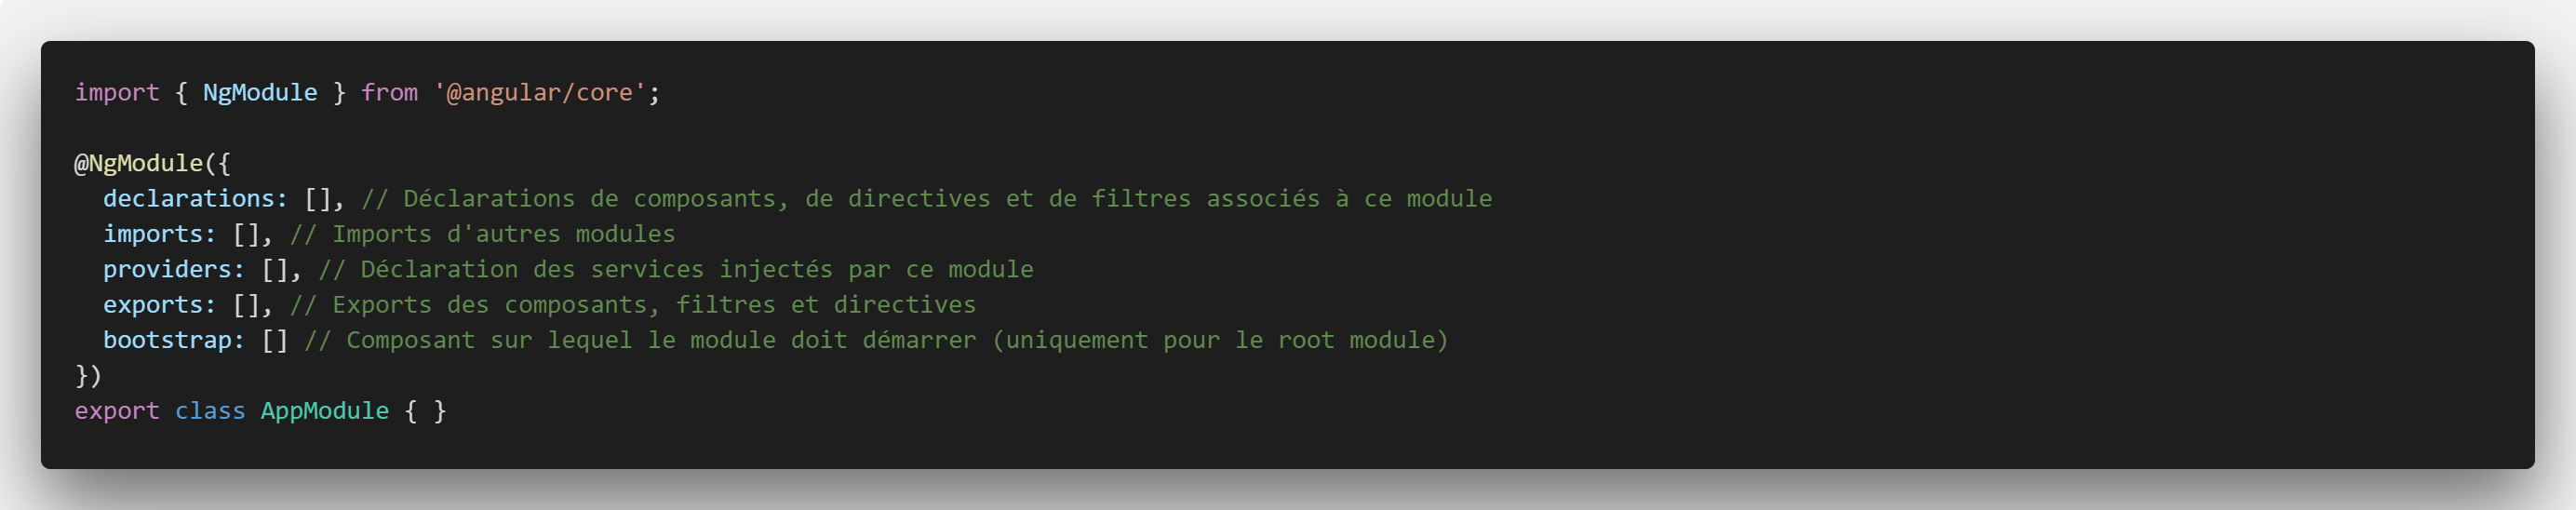 import { NgModule } from '@angular/core';
@NgModule({
declarations: [], // Déclarations de composants, de directives et de filtres associés à ce module
imports: [], // Imports d'autres modules
providers: [], // Déclaration des services injectés par ce module
exports: [], // Exports des composants, filtres et directives
bootstrap: [] // Composant sur lequel le module doit démarrer (uniquement pour le root module)
})
export class AppModule { }